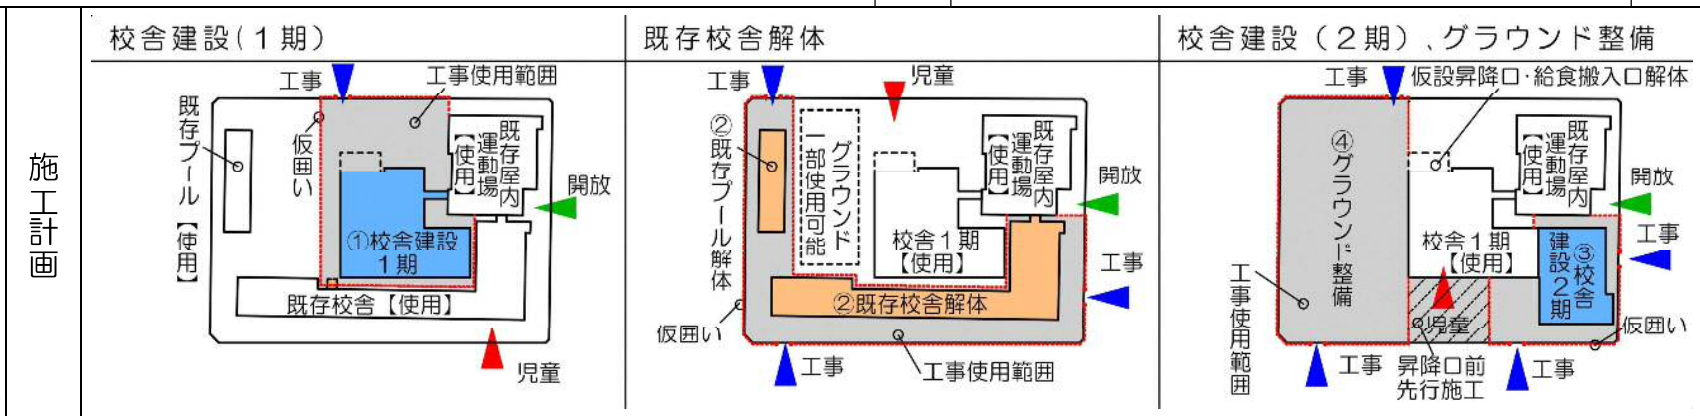 施工計画
校舎建設(1期)
工事
工事使用範囲
既存プール【使用】
仮囲い
既存屋内
運動場
【使用】
開放
①校舎建設
1期
既存校舎【使用】
児童
既存校舎解体
工事
児童
②既存プール解体
グラウンド
一部使用可能
既存屋内
運動場
【使用】
開放
校舎1期
【使用】
工事
②既存校舎解体
仮囲い
工事
工事使用範囲
校舎建設（2期）、グラウンド整備
工事
仮設昇降口・給食搬入口解体
④グラウンド整備
既存屋内
運動場
【使用】
開放
校舎1期
【使用】
③校舎
建設2期
工事
工事使用範囲
児童
仮囲い
工事
昇降口前
先行施工
工事